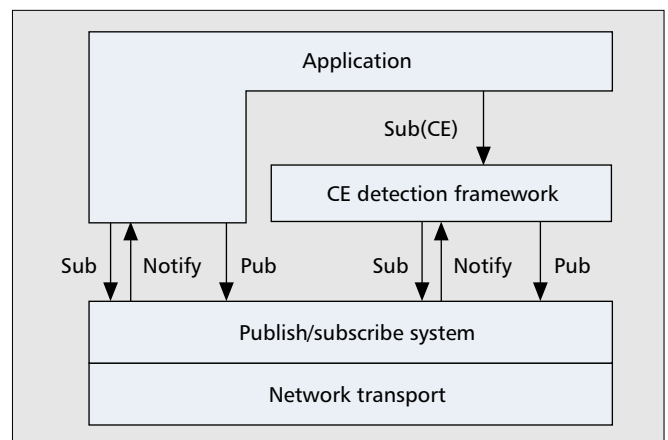 Application
Sub(CE)
CE detection framework
Sub Notify Pub Sub Notify Pub
Publish/subscribe system
Network transport